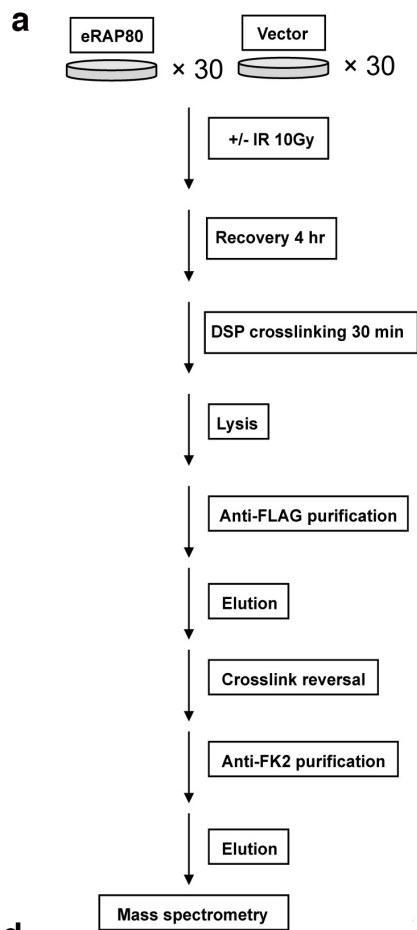 a
eRAP80
Vector
× 30
× 30
+/- IR 10Gy
Recovery 4 hr
DSP crosslinking 30 min
Lysis
Anti-FLAG purification
Elution
Crosslink reversal
Anti-FK2 purification
Elution
Mass spectrometry